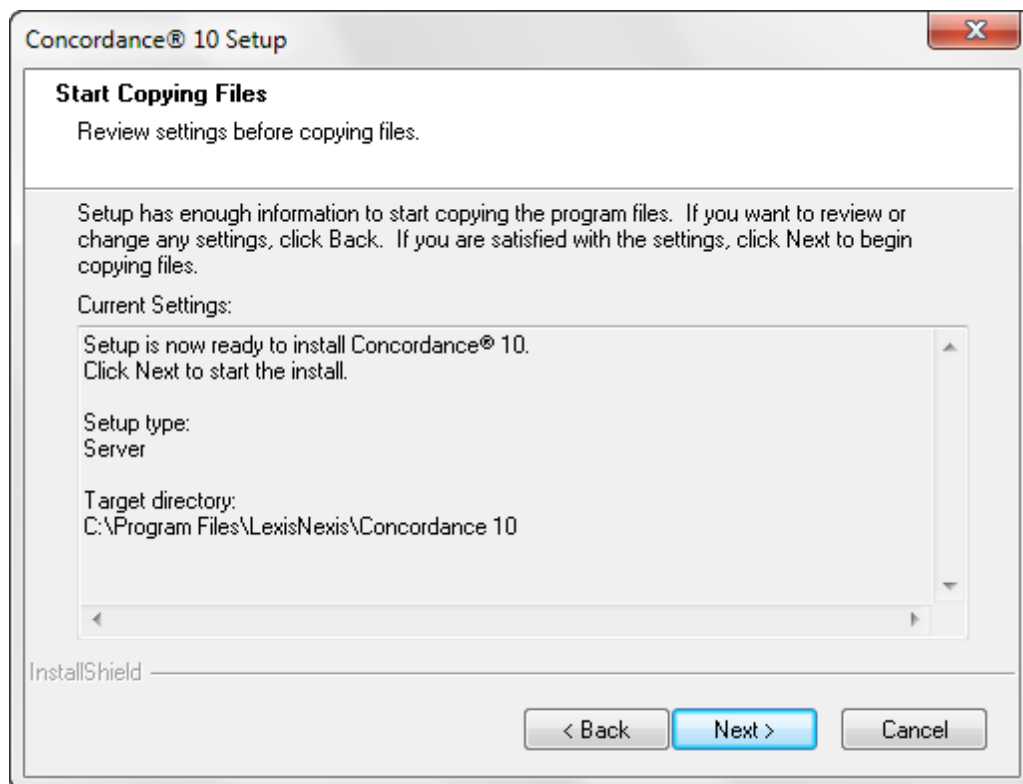 Concordance® 10 Setup
Start Copying Files
Review settings before copying files.
Setup has enough information to start copying the program files.  If you want to review or
change any settings, click Back.  If you are satisfied with the settings, click Next to begin
copying files.
Current Settings:
Setup is now ready to install Concordance® 10.
Click Next to start the install.
Setup type:
Server
Target directory:
C:\Program Files\LexisNexis\Concordance 10
InstallShield
< Back Next > Cancel